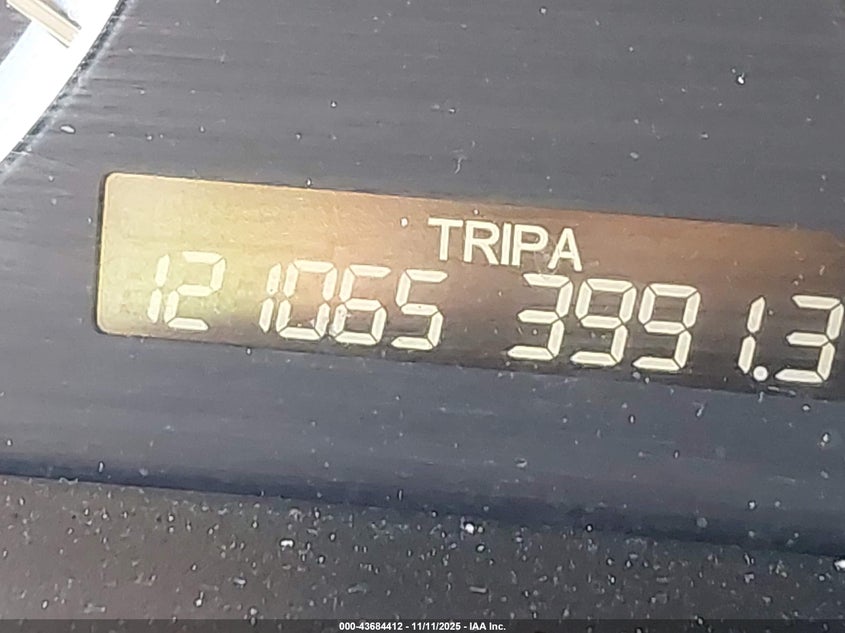 TRIPA
121065 3991.3
000-43684412 - 11/11/2025 - IAA Inc.